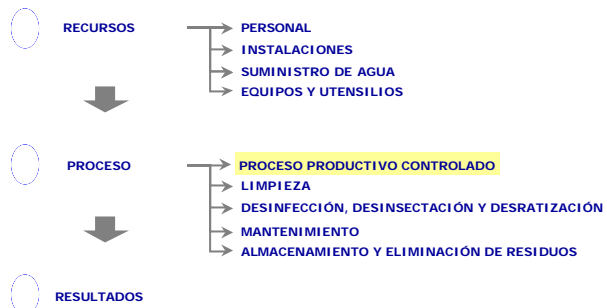 RECURSOS
PERSONAL
INSTALACIONES
SUMINISTRO DE AGUA
EQUIPOS Y UTENSILIOS
PROCESO
PROCESO PRODUCTIVO CONTROLADO
LIMPIEZA
DESINFECCIÓN, DESINSECTACIÓN Y DESRATIZACIÓN
MANTENIMIENTO
ALMACENAMIENTO Y ELIMINACIÓN DE RESIDUOS
RESULTADOS